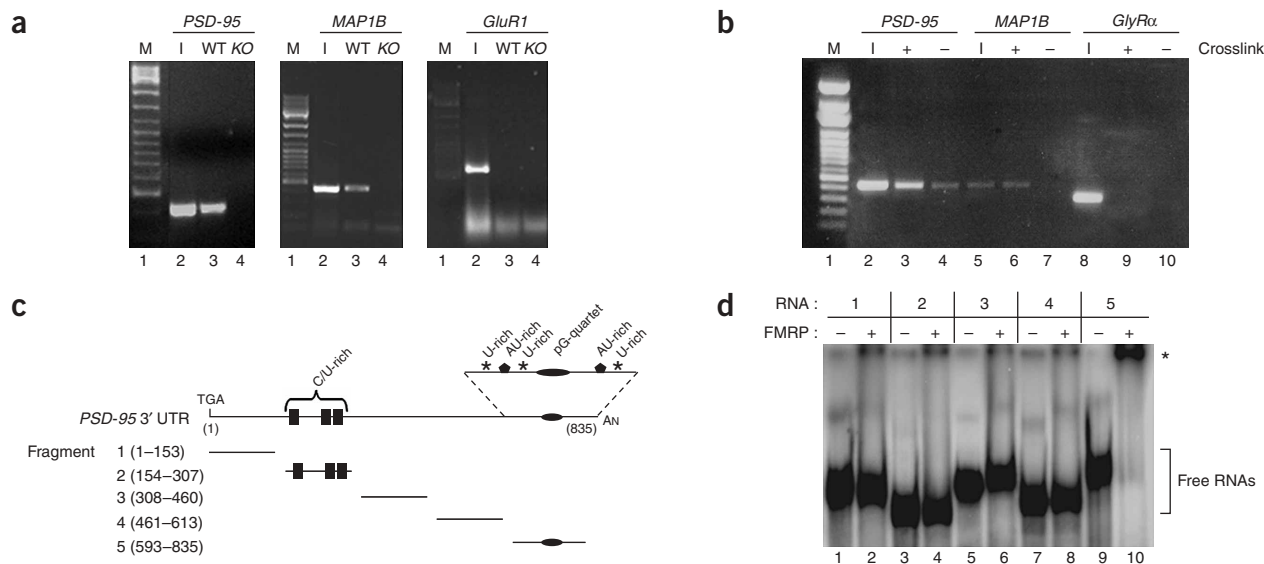 a
PSD-95 MAP1B GluR1
M I WT KO M I WT KO M I WT KO
1 2 3 4 1 2 3 4 1 2 3 4
b
PSD-95 MAP1B GlyRα
M I + – I + – I + – Crosslink
1 2 3 4 5 6 7 8 9 10
c
U-rich AU-rich U-rich pG-quartet AU-rich U-rich
* * *
C/U-rich
TGA
PSD-95 3′ UTR
(1) (835) AN
Fragment 1 (1–153)
2 (154–307)
3 (308–460)
4 (461–613)
5 (593–835)
d
RNA : 1 2 3 4 5
FMRP : – + – + – + – + – +
*
Free RNAs
1 2 3 4 5 6 7 8 9 10